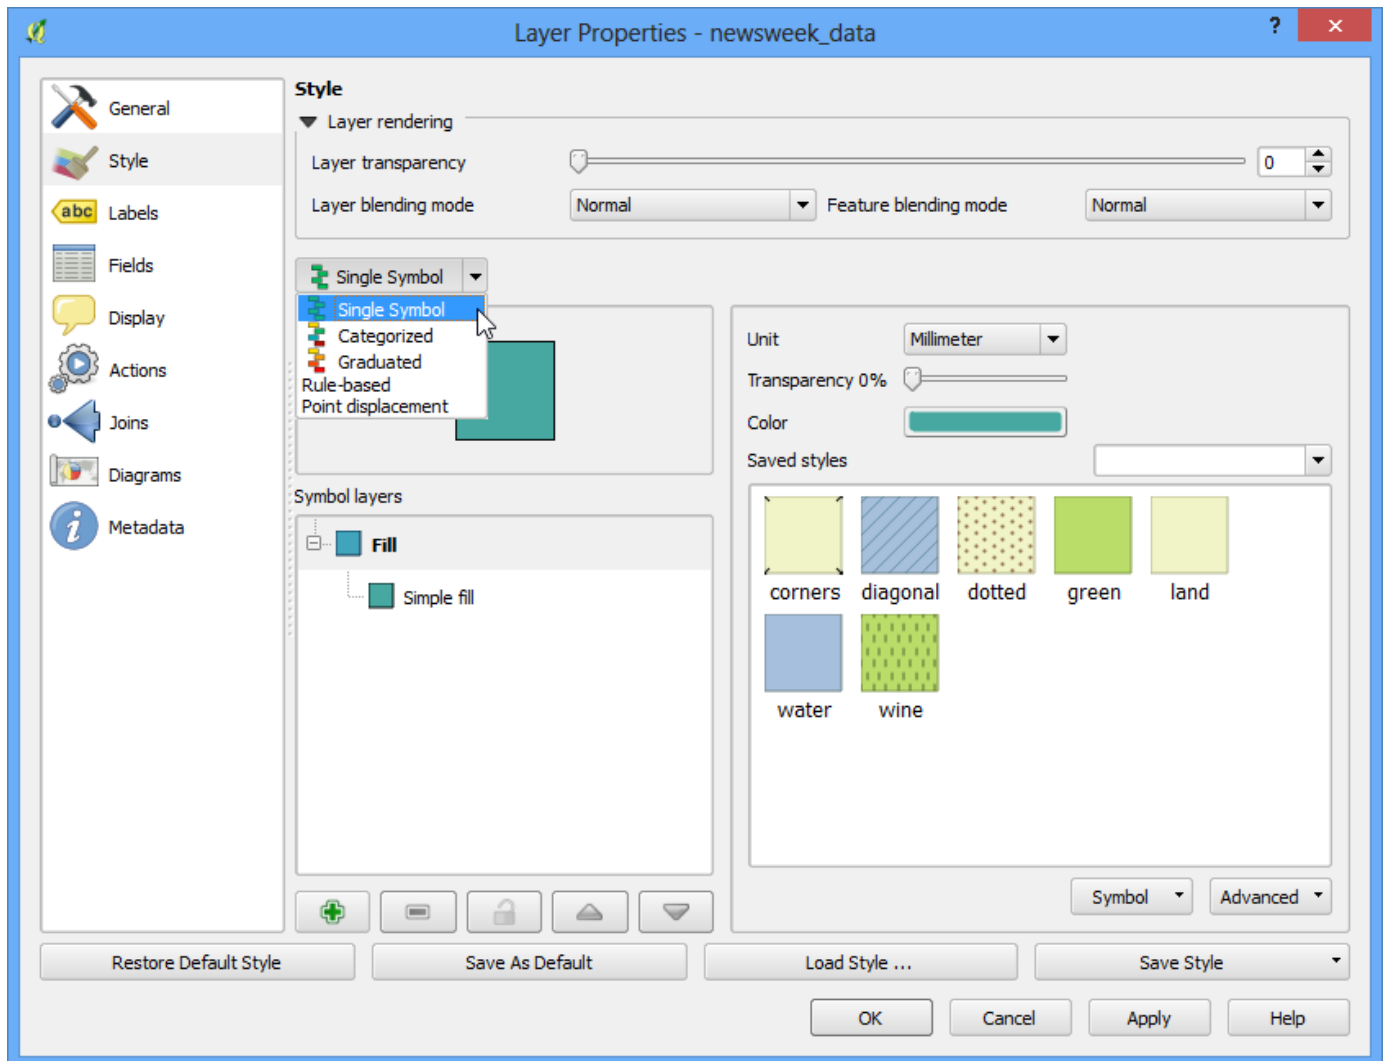 Layer Properties - newsweek_data
?
General
Style
abc
Labels
Fields
Display
Actions
Joins
Diagrams
i
Metadata
Style
Layer rendering
Layer transparency
0
Layer blending mode
Normal
Feature blending mode
Normal
Single Symbol
Single Symbol
Categorized
Graduated
Rule-based
Point displacement
Symbol layers
Fill
Simple fill
Unit
Millimeter
Transparency 0%
Color
Saved styles
corners diagonal dotted green land
water wine
Symbol
Advanced
Restore Default Style
Save As Default
Load Style ...
Save Style
OK
Cancel
Apply
Help